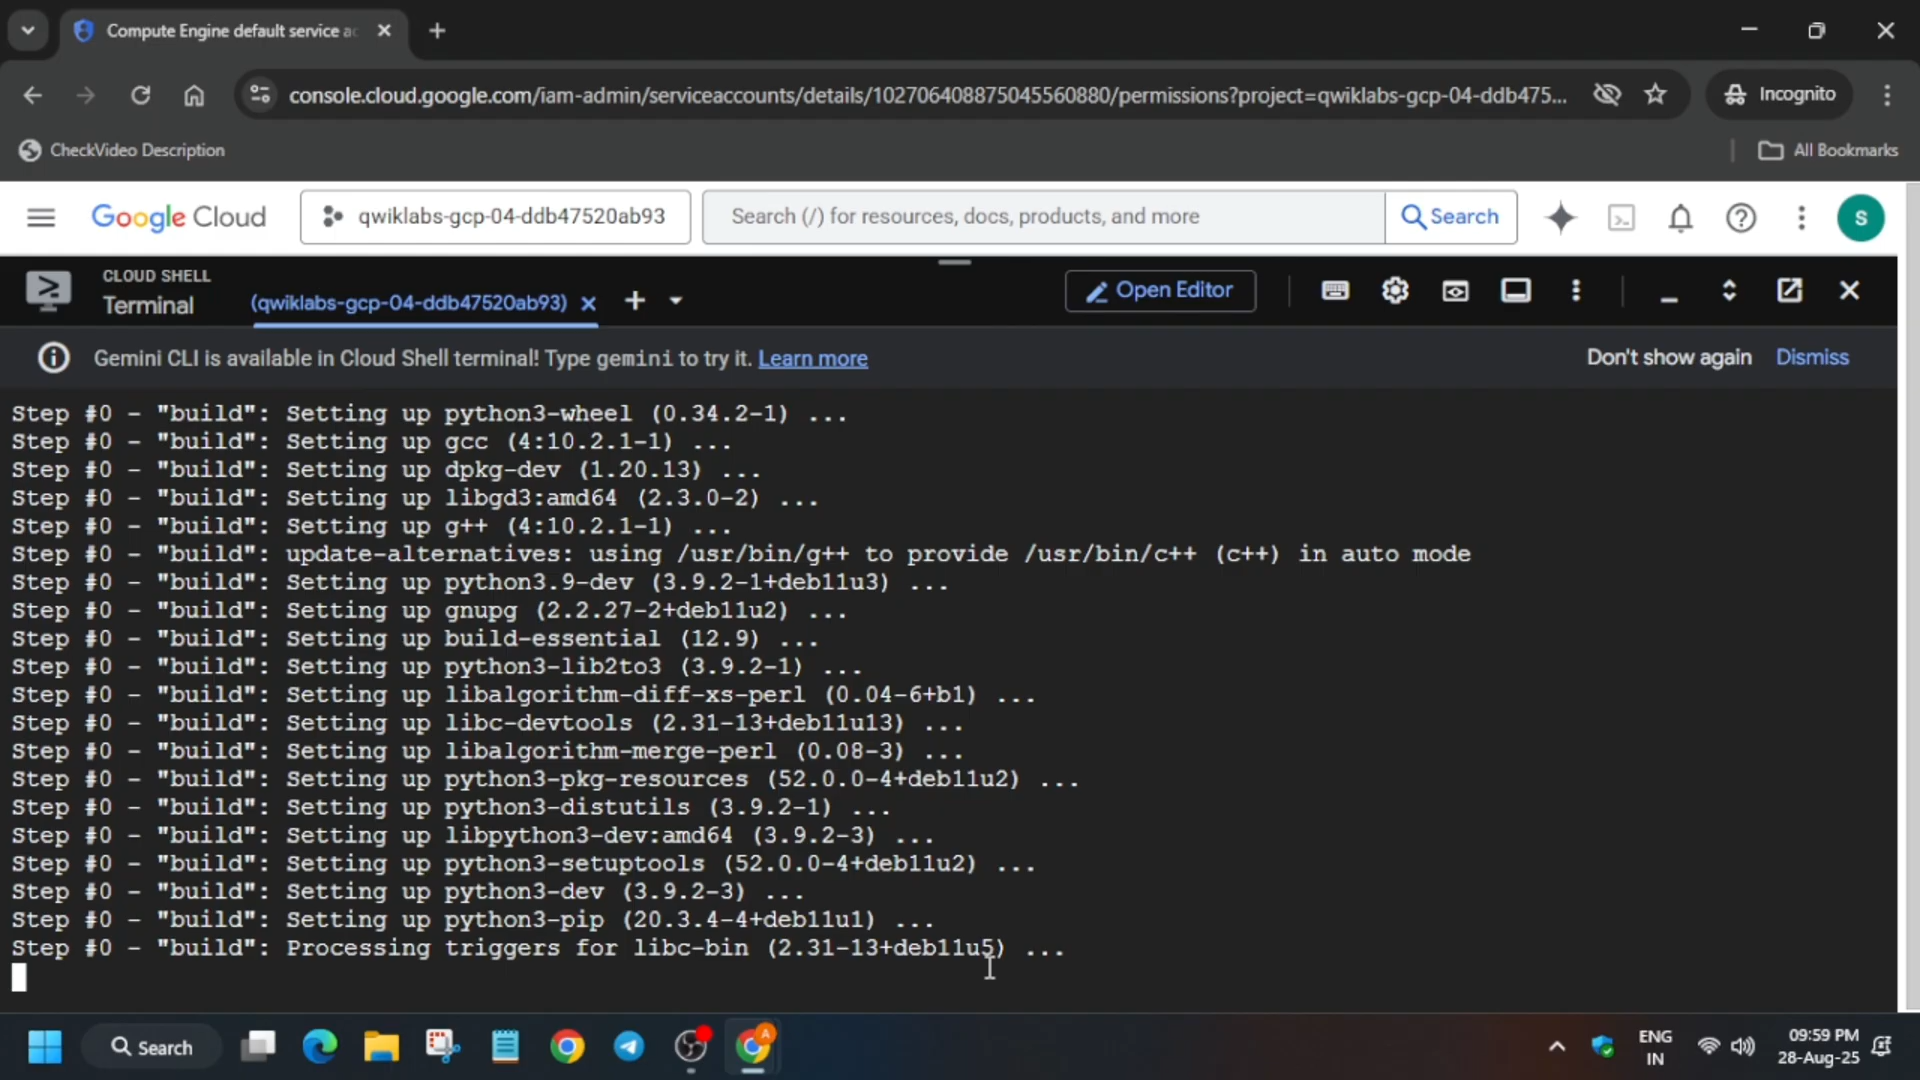 Compute Engine default service a
console.cloud.google.com/iam-admin/serviceaccounts/details/102706408875045560880/permissions?project=qwiklabs-gcp-04-ddb475...
Incognito
CheckVideo Description
All Bookmarks
Google Cloud
qwiklabs-gcp-04-ddb47520ab93
Search (/) for resources, docs, products, and more
Search
S
CLOUD SHELL
Terminal
(qwiklabs-gcp-04-ddb47520ab93)
Open Editor
Gemini CLI is available in Cloud Shell terminal! Type gemini to try it. Learn more
Don't show again
Dismiss
Step #0 - "build": Setting up python3-wheel (0.34.2-1) ...
Step #0 - "build": Setting up gcc (4:10.2.1-1) ...
Step #0 - "build": Setting up dpkg-dev (1.20.13) ...
Step #0 - "build": Setting up libgd3:amd64 (2.3.0-2) ...
Step #0 - "build": Setting up g++ (4:10.2.1-1) ...
Step #0 - "build": update-alternatives: using /usr/bin/g++ to provide /usr/bin/c++ (c++) in auto mode
Step #0 - "build": Setting up python3.9-dev (3.9.2-1+deb11u3) ...
Step #0 - "build": Setting up gnupg (2.2.27-2+deb11u2) ...
Step #0 - "build": Setting up build-essential (12.9) ...
Step #0 - "build": Setting up python3-lib2to3 (3.9.2-1) ...
Step #0 - "build": Setting up libalgorithm-diff-xs-perl (0.04-6+b1) ...
Step #0 - "build": Setting up libc-devtools (2.31-13+deb11u13) ...
Step #0 - "build": Setting up libalgorithm-merge-perl (0.08-3) ...
Step #0 - "build": Setting up python3-pkg-resources (52.0.0-4+deb11u2) ...
Step #0 - "build": Setting up python3-distutils (3.9.2-1) ...
Step #0 - "build": Setting up libpython3-dev:amd64 (3.9.2-3) ...
Step #0 - "build": Setting up python3-setuptools (52.0.0-4+deb11u2) ...
Step #0 - "build": Setting up python3-dev (3.9.2-3) ...
Step #0 - "build": Setting up python3-pip (20.3.4-4+deb11u1) ...
Step #0 - "build": Processing triggers for libc-bin (2.31-13+deb11u5) ...
Search
ENG
IN
09:59 PM
28-Aug-25